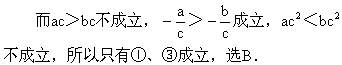 而ac＞bc不成立，-a/c＞-b/c成立，ac²＜bc²
不成立，所以只有①、③成立，选B．